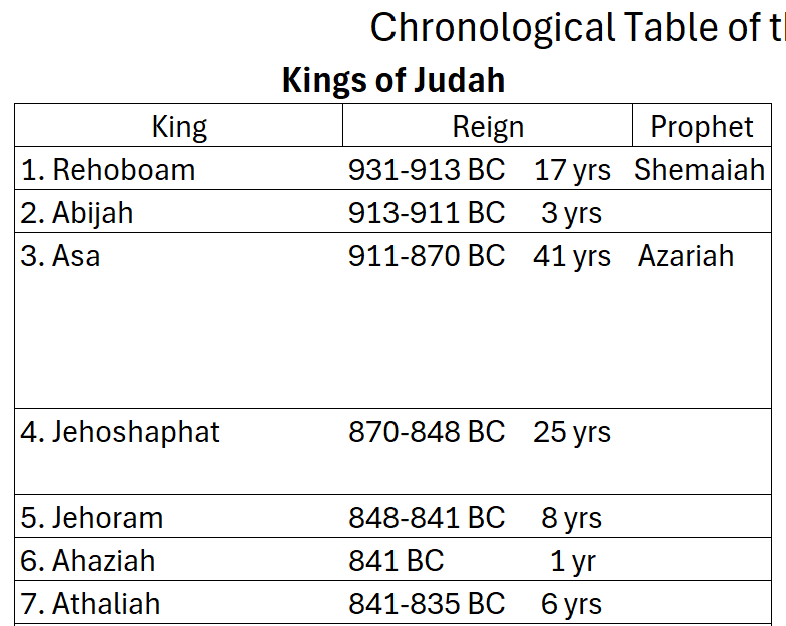 Chronological Table of
Kings of Judah
King Reign Prophet
1. Rehoboam 931-913 BC 17 yrs Shemaiah
2. Abijah 913-911 BC 3 yrs
3. Asa 911-870 BC 41 yrs Azariah
4. Jehoshaphat 870-848 BC 25 yrs
5. Jehoram 848-841 BC 8 yrs
6. Ahaziah 841 BC 1 yr
7. Athaliah 841-835 BC 6 yrs